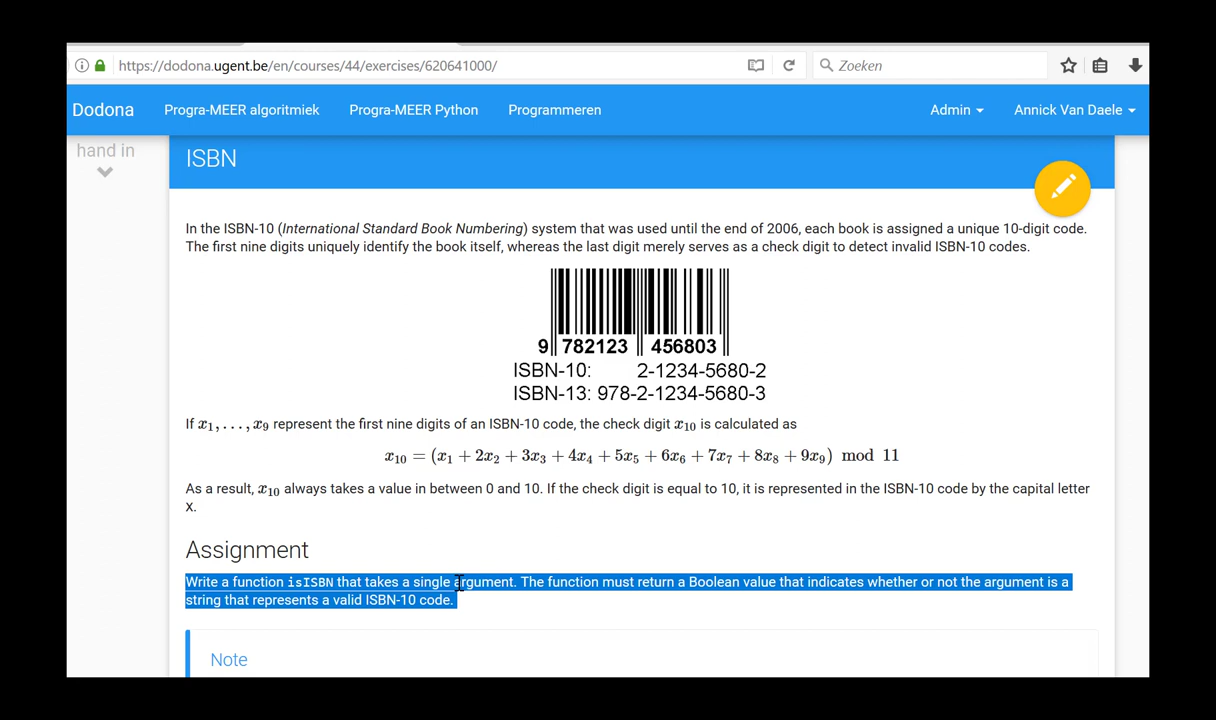 https://dodona.ugent.be/en/courses/44/exercises/620641000/
Zoeken
Dodona Progra-MEER algoritmiek Progra-MEER Python Programmeren Admin Annick Van Daele
hand in
ISBN
In the ISBN-10 (International Standard Book Numbering) system that was used until the end of 2006, each book is assigned a unique 10-digit code.
The first nine digits uniquely identify the book itself, whereas the last digit merely serves as a check digit to detect invalid ISBN-10 codes.
9 782123 456803
ISBN-10: 2-1234-5680-2
ISBN-13: 978-2-1234-5680-3
If x₁, . . . , x₉ represent the first nine digits of an ISBN-10 code, the check digit x₁₀ is calculated as
x₁₀ = (x₁ + 2x₂ + 3x₃ + 4x₄ + 5x₅ + 6x₆ + 7x₇ + 8x₈ + 9x₉) mod 11
As a result, x₁₀ always takes a value in between 0 and 10. If the check digit is equal to 10, it is represented in the ISBN-10 code by the capital letter
X.
Assignment
Write a function isISBN that takes a single argument. The function must return a Boolean value that indicates whether or not the argument is a
string that represents a valid ISBN-10 code.
Note